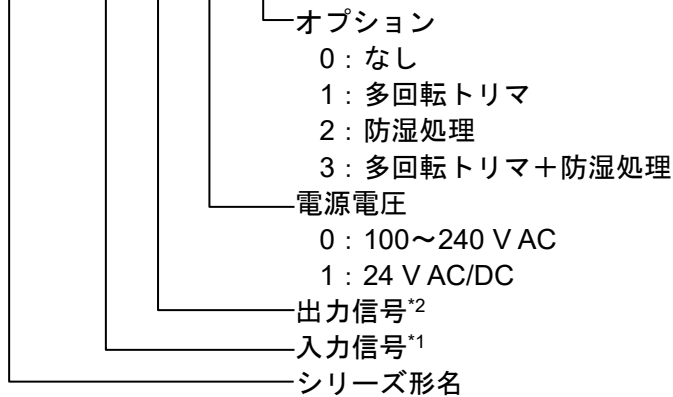 オプション
0：なし
1：多回転トリマ
2：防湿処理
3：多回転トリマ＋防湿処理
電源電圧
0：100～240 V AC
1：24 V AC/DC
出力信号*2
入力信号*1
シリーズ形名